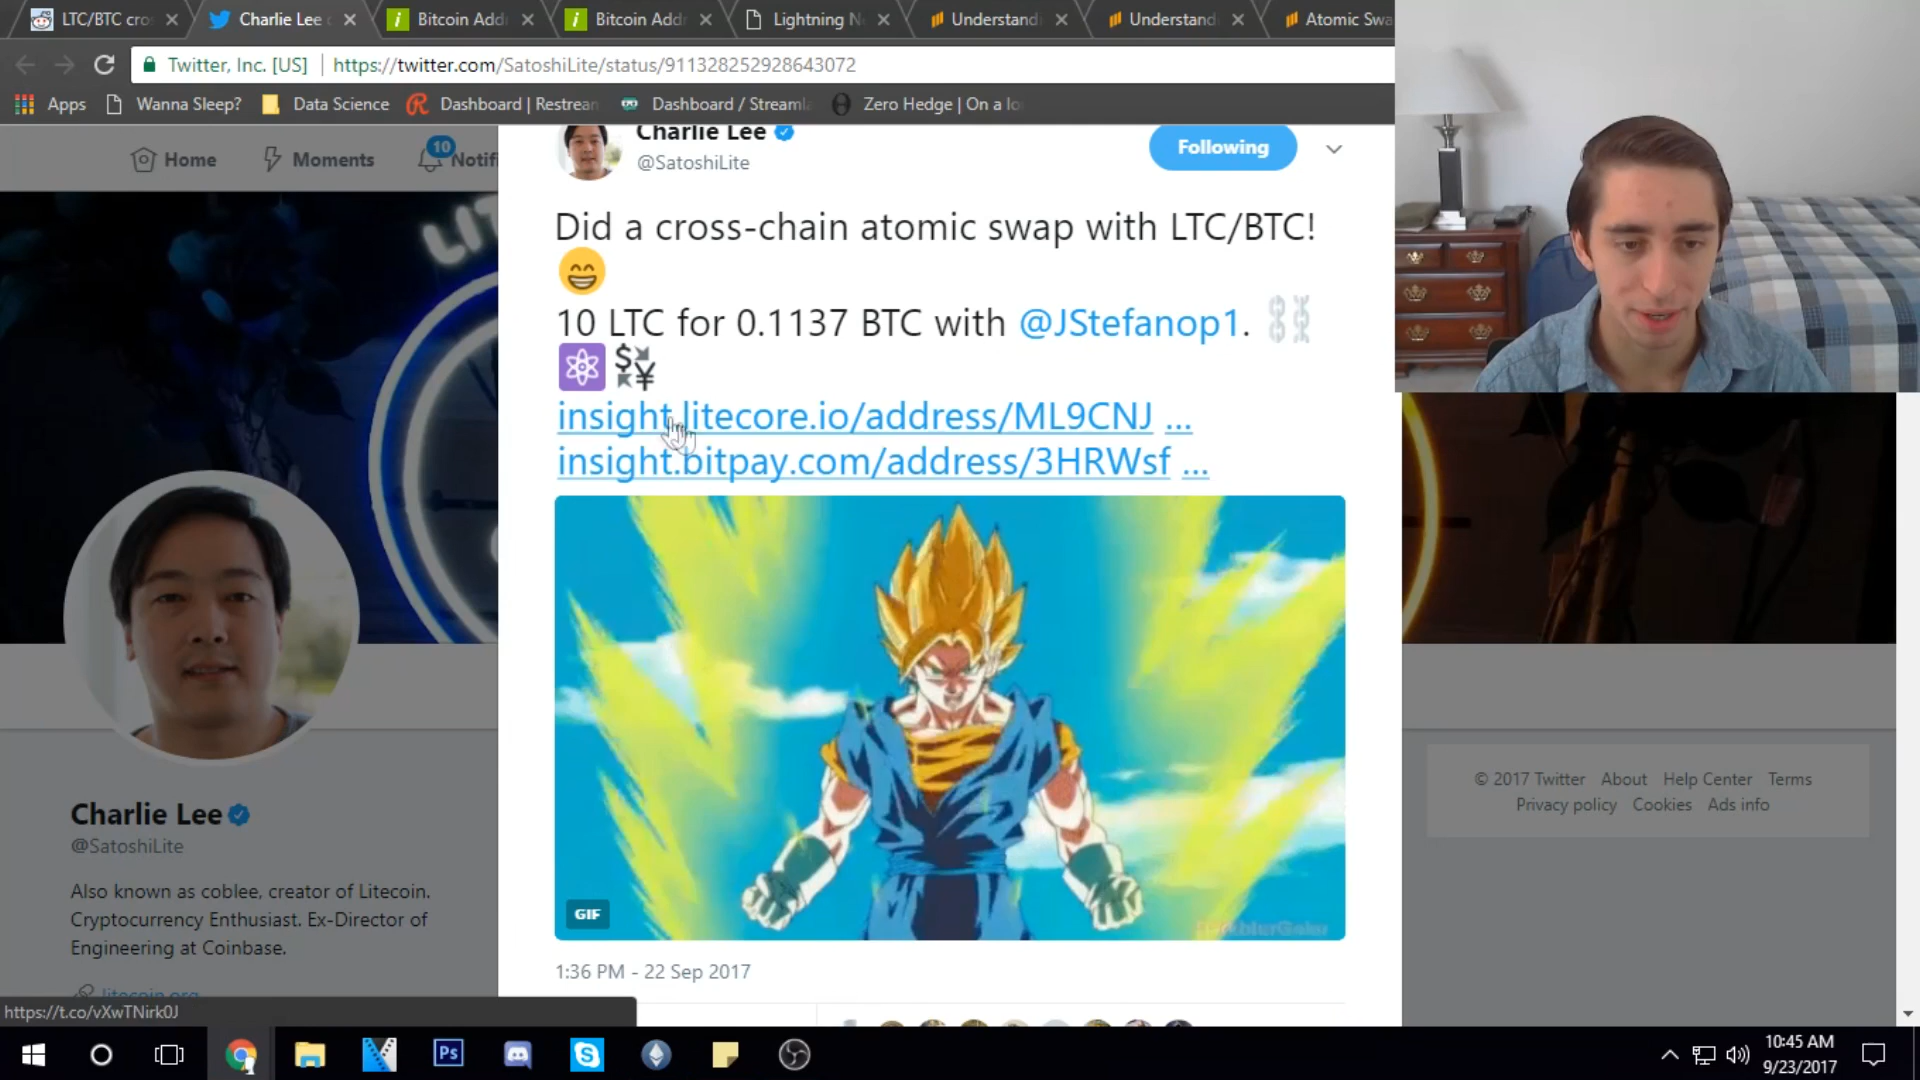 LTC/BTC cro
Charlie Lee
Bitcoin Add
Bitcoin Add
Lightning N
Understand
Understand
Atomic Swa
Twitter, Inc. [US] | https://twitter.com/SatoshiLite/status/911328252928643072
Apps
Wanna Sleep?
Data Science
Dashboard | Restrean
Dashboard / Streamla
Zero Hedge | On a lo
Home
Moments
10
Notifi
Charlie Lee
@SatoshiLite
Following
Did a cross-chain atomic swap with LTC/BTC!
10 LTC for 0.1137 BTC with @JStefanop1.
insight.litecore.io/address/ML9CNJ ...
insight.bitpay.com/address/3HRWsf ...
GIF
1:36 PM - 22 Sep 2017
LIT
Charlie Lee
@SatoshiLite
Also known as coblee, creator of Litecoin.
Cryptocurrency Enthusiast. Ex-Director of
Engineering at Coinbase.
litecoin.org
https://t.co/vXwTNirk0J
© 2017 Twitter About Help Center Terms
Privacy policy Cookies Ads info
Ps
10:45 AM
9/23/2017